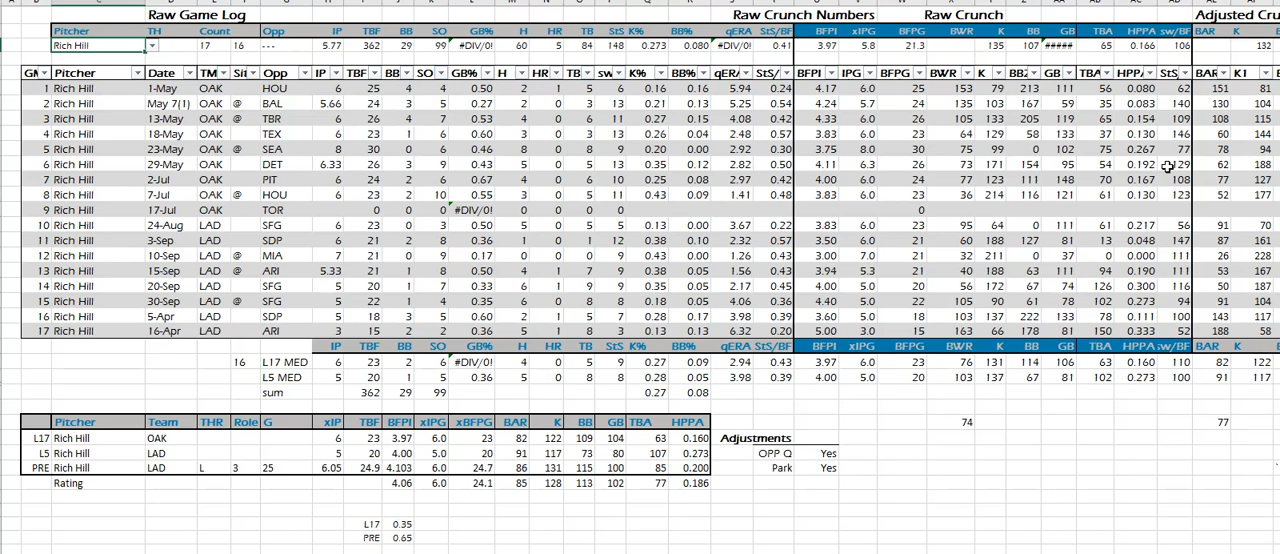 Raw Game Log Raw Crunch Numbers Raw Crunch Adjusted Cru
Pitcher TH Count Opp IP TBF BB SO GB% H HR TB StS K% BB% qERA StS/BF BFPI xIPG BFPG BWR K BB GB TBA HPPA sw/BF BAR K
Rich Hill 17 16 --- 5.77 362 29 99 #DIV/0! 60 5 84 148 0.273 0.080 #DIV/0! 0.41 3.97 5.8 21.3 135 107 ##### 65 0.166 106 132
GM Pitcher Date TM Sit Opp IP TBF BB SO GB% H HR TB sw K% BB% qERA StS/ BFPI IPG BFPG BWR K BB2 GB TBA HPP StS BAR K1
1 Rich Hill 1-May OAK HOU 6 25 4 4 0.50 2 1 5 6 0.16 0.16 5.94 0.24 4.17 6.0 25 153 79 213 111 56 0.080 62 151 81
2 Rich Hill May 7(1) OAK @ BAL 5.66 24 3 5 0.27 2 0 3 13 0.21 0.13 5.25 0.54 4.24 5.7 24 135 103 167 59 35 0.083 140 130 104
3 Rich Hill 13-May OAK @ TBR 6 26 4 7 0.53 4 0 6 11 0.27 0.15 4.08 0.42 4.33 6.0 26 105 133 205 119 65 0.154 109 108 115
4 Rich Hill 18-May OAK TEX 6 23 1 6 0.60 3 0 3 13 0.26 0.04 2.48 0.57 3.83 6.0 23 64 129 58 133 37 0.130 146 60 144
5 Rich Hill 23-May OAK @ SEA 8 30 0 6 0.46 8 0 8 9 0.20 0.00 2.92 0.30 3.75 8.0 30 75 99 0 102 75 0.267 77 78 94
6 Rich Hill 29-May OAK DET 6.33 26 3 9 0.43 5 0 5 13 0.35 0.12 2.82 0.50 4.11 6.3 26 73 171 154 95 54 0.192 129 62 188
7 Rich Hill 2-Jul OAK PIT 6 24 2 6 0.67 4 0 6 10 0.25 0.08 2.97 0.42 4.00 6.0 24 77 123 111 148 70 0.167 108 77 127
8 Rich Hill 7-Jul OAK @ HOU 6 23 2 10 0.55 3 0 5 11 0.43 0.09 1.41 0.48 3.83 6.0 23 36 214 116 121 61 0.130 123 52 177
9 Rich Hill 17-Jul OAK TOR 0 0 0 #DIV/0! 0 0 0 0 0
10 Rich Hill 24-Aug LAD SFG 6 23 0 3 0.50 5 0 5 5 0.13 0.00 3.67 0.22 3.83 6.0 23 95 64 0 111 61 0.217 56 91 70
11 Rich Hill 3-Sep LAD SDP 6 21 2 8 0.36 1 0 1 12 0.38 0.10 2.32 0.57 3.50 6.0 21 60 188 127 81 13 0.048 147 87 161
12 Rich Hill 10-Sep LAD @ MIA 7 21 0 9 0.17 0 0 0 9 0.43 0.00 1.26 0.43 3.00 7.0 21 32 211 0 37 0 0.000 111 26 228
13 Rich Hill 15-Sep LAD @ ARI 5.33 21 1 8 0.50 4 1 7 9 0.38 0.05 1.56 0.43 3.94 5.3 21 40 188 63 111 94 0.190 111 53 167
14 Rich Hill 20-Sep LAD SFG 5 20 1 7 0.33 6 1 9 9 0.35 0.05 2.17 0.45 4.00 5.0 20 56 172 67 74 126 0.300 116 50 187
15 Rich Hill 30-Sep LAD @ SFG 5 22 1 4 0.35 6 0 8 8 0.18 0.05 4.06 0.36 4.40 5.0 22 105 90 61 78 102 0.273 94 91 104
16 Rich Hill 5-Apr LAD SDP 5 18 3 5 0.60 2 1 5 7 0.28 0.17 3.98 0.39 3.60 5.0 18 103 137 222 133 78 0.111 100 143 117
17 Rich Hill 16-Apr LAD ARI 3 15 2 2 0.36 5 1 8 3 0.13 0.13 6.32 0.20 5.00 3.0 15 163 66 178 81 150 0.333 52 188 58
IP TBF BB SO GB% H HR TB StS K% BB% qERA StS/BF BFPI xIPG BFPG BWR K BB GB TBA HPPA sw/BF BAR K
16 L17 MED 6 23 2 6 #DIV/0! 4 0 5 9 0.27 0.09 2.94 0.43 3.97 6.0 23 76 131 114 106 63 0.160 110 82 122
L5 MED 5 20 1 5 0.36 5 0 8 8 0.28 0.05 3.98 0.39 4.00 5.0 20 103 137 67 81 102 0.273 100 91 117
sum 362 29 99 0.27 0.08
Pitcher Team THR Role G xIP TBF BFPI xIPG xBFPG BAR K BB GB TBA HPPA 74 77
L17 Rich Hill OAK 6 23 3.97 6.0 23 82 122 109 104 63 0.160 Adjustments
L5 Rich Hill LAD 5 20 4.00 5.0 20 91 117 73 80 107 0.273 OPP Q Yes
PRE Rich Hill LAD L 3 25 6.05 24.9 4.103 6.0 24.7 86 131 115 100 85 0.200 Park Yes
Rating 4.06 6.0 24.1 85 128 113 102 77 0.186
L17 0.35
PRE 0.65